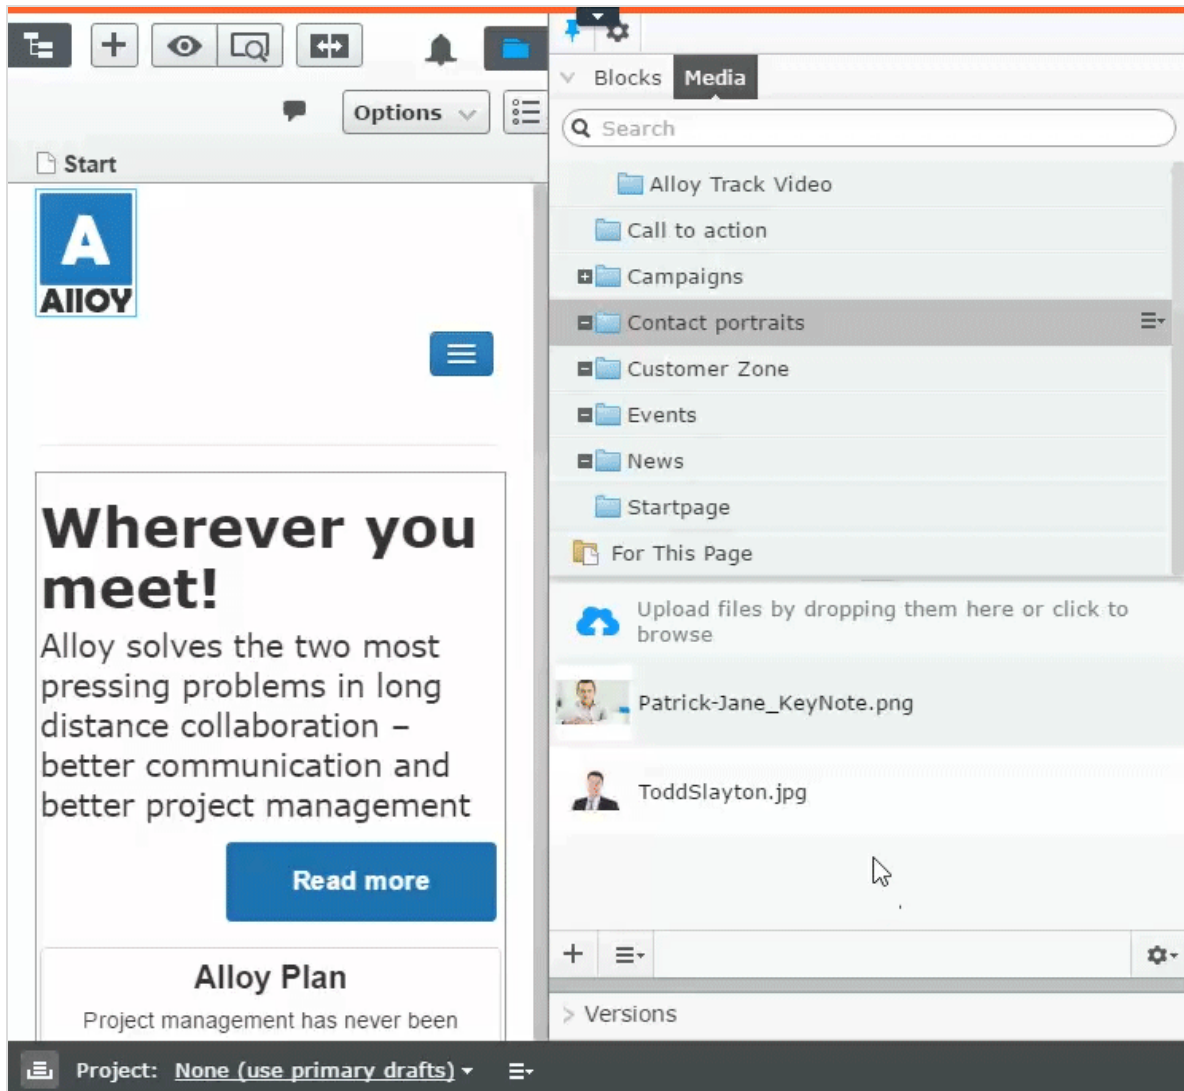 Options
Start
A
Alloy
Wherever you
meet!
Alloy solves the two most
pressing problems in long
distance collaboration –
better communication and
better project management
Read more
Alloy Plan
Project management has never been
Blocks
Media
Search
Alloy Track Video
Call to action
Campaigns
Contact portraits
Customer Zone
Events
News
Startpage
For This Page
Upload files by dropping them here or click to
browse
Patrick-Jane_KeyNote.png
ToddSlayton.jpg
Versions
Project: None (use primary drafts)